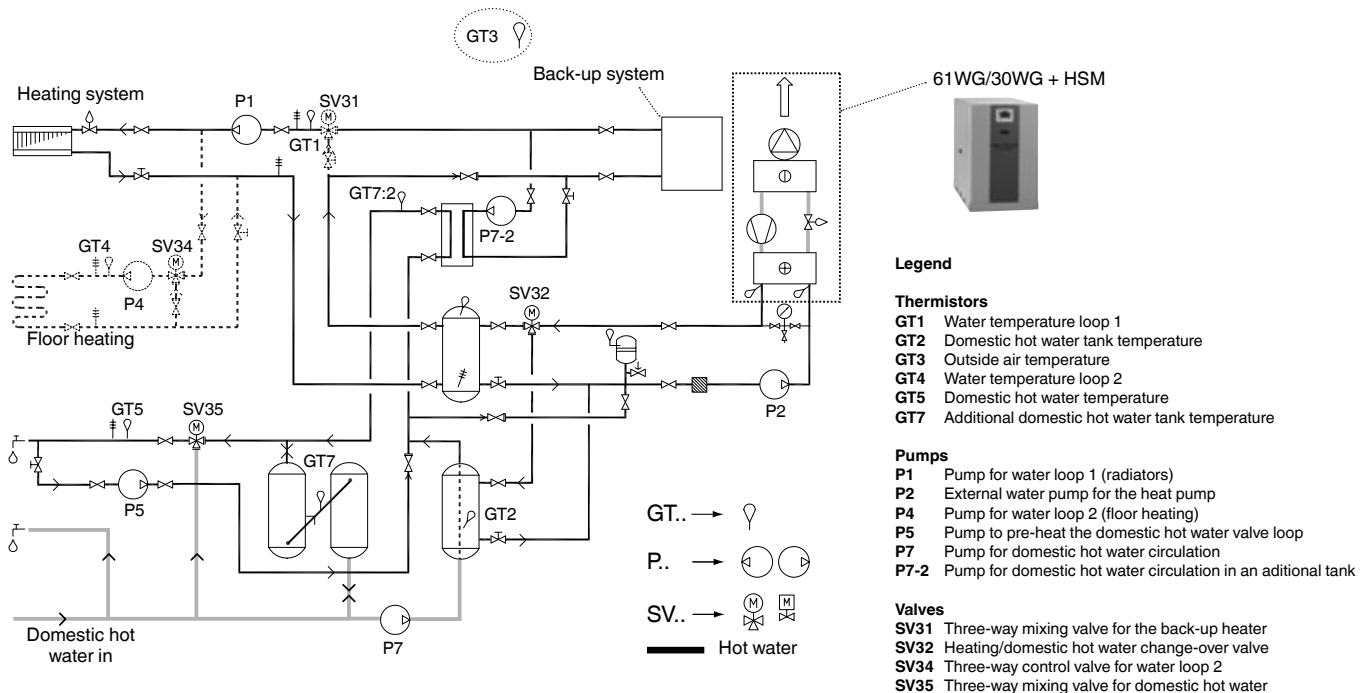 GT3
Back-up system
61WG/30WG + HSM
Heating system
P1
SV31
M
GT1
GT7:2
P7-2
GT4
SV34
M
P4
Floor heating
SV32
M
P2
GT5
SV35
M
P5
GT7
GT2
Domestic hot
water in
P7
GT..
P..
SV..
M
M
Hot water
Legend
Thermistors
GT1 Water temperature loop 1
GT2 Domestic hot water tank temperature
GT3 Outside air temperature
GT4 Water temperature loop 2
GT5 Domestic hot water temperature
GT7 Additional domestic hot water tank temperature
Pumps
P1 Pump for water loop 1 (radiators)
P2 External water pump for the heat pump
P4 Pump for water loop 2 (floor heating)
P5 Pump to pre-heat the domestic hot water valve loop
P7 Pump for domestic hot water circulation
P7-2 Pump for domestic hot water circulation in an aditional tank
Valves
SV31 Three-way mixing valve for the back-up heater
SV32 Heating/domestic hot water change-over valve
SV34 Three-way control valve for water loop 2
SV35 Three-way mixing valve for domestic hot water